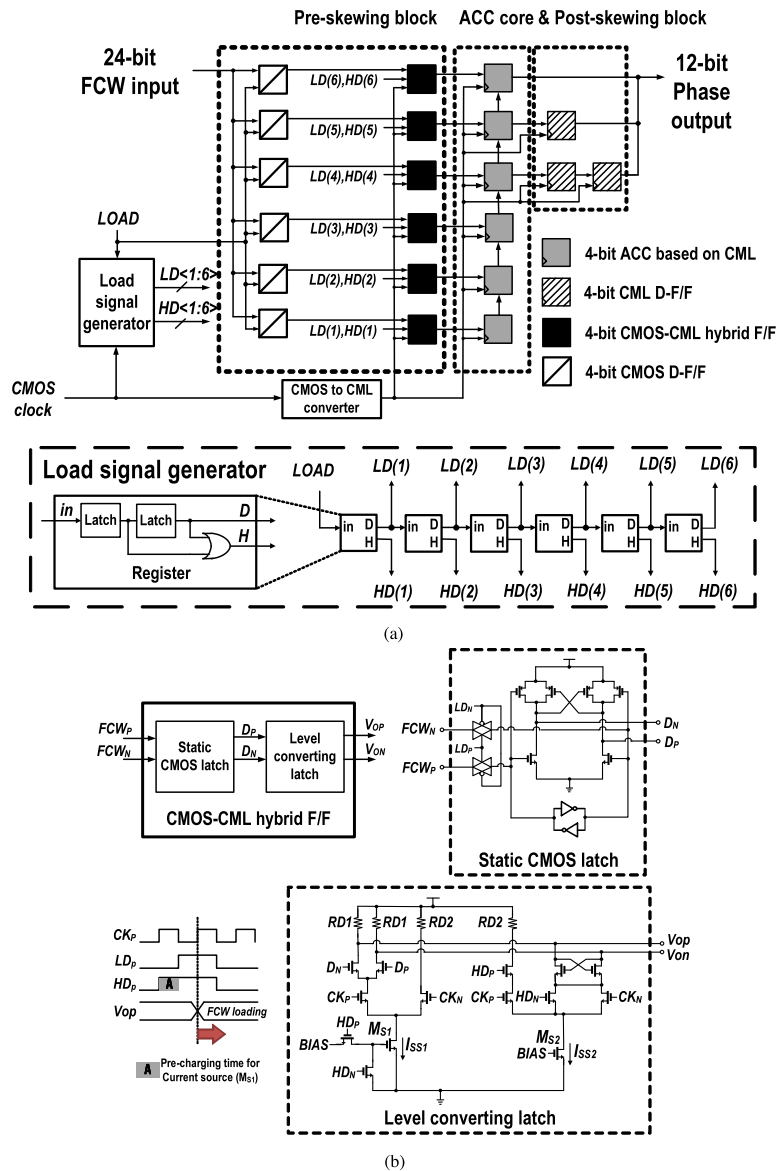 Pre-skewing block
ACC core & Post-skewing block
24-bit
FCW input
12-bit
Phase
output
LD(6),HD(6)
LD(5),HD(5)
LD(4),HD(4)
LD(3),HD(3)
LD(2),HD(2)
LD(1),HD(1)
LOAD
Load
signal
generator
LD<1:6>
HD<1:6>
CMOS
clock
CMOS to CML
converter
4-bit ACC based on CML
4-bit CML D-F/F
4-bit CMOS-CML hybrid F/F
4-bit CMOS D-F/F
Load signal generator
LOAD
LD(1)
LD(2)
LD(3)
LD(4)
LD(5)
LD(6)
in
Latch
Latch
D
H
Register
in D
H
in D
H
in D
H
in D
H
in D
H
in D
H
HD(1)
HD(2)
HD(3)
HD(4)
HD(5)
HD(6)
(a)
FCWP
FCWN
Static
CMOS latch
DP
DN
Level
converting
latch
VOP
VON
CMOS-CML hybrid F/F
LDN
FCWN
LDP
FCWP
DN
DP
Static CMOS latch
CKP
LDP
HDP
A
Vop
FCW loading
A
Pre-charging time for
Current source (MS1)
RD1
RD1
RD2
RD2
Vop
Von
DN
DP
HDP
CKP
CKN
CKP
HDN
CKN
HDP
MS1
BIAS
ISS1
MS2
BIAS
ISS2
HDN
Level converting latch
(b)